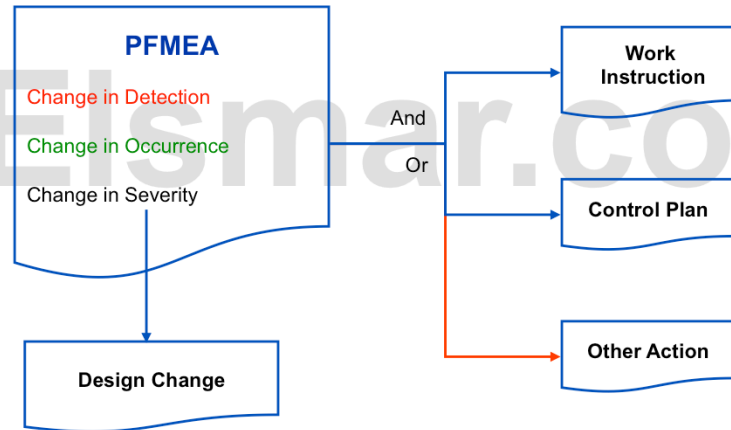 PFMEA
Change in Detection
Change in Occurrence
Change in Severity
And
Or
Work
Instruction
Control Plan
Other Action
Design Change
Elsmar.co